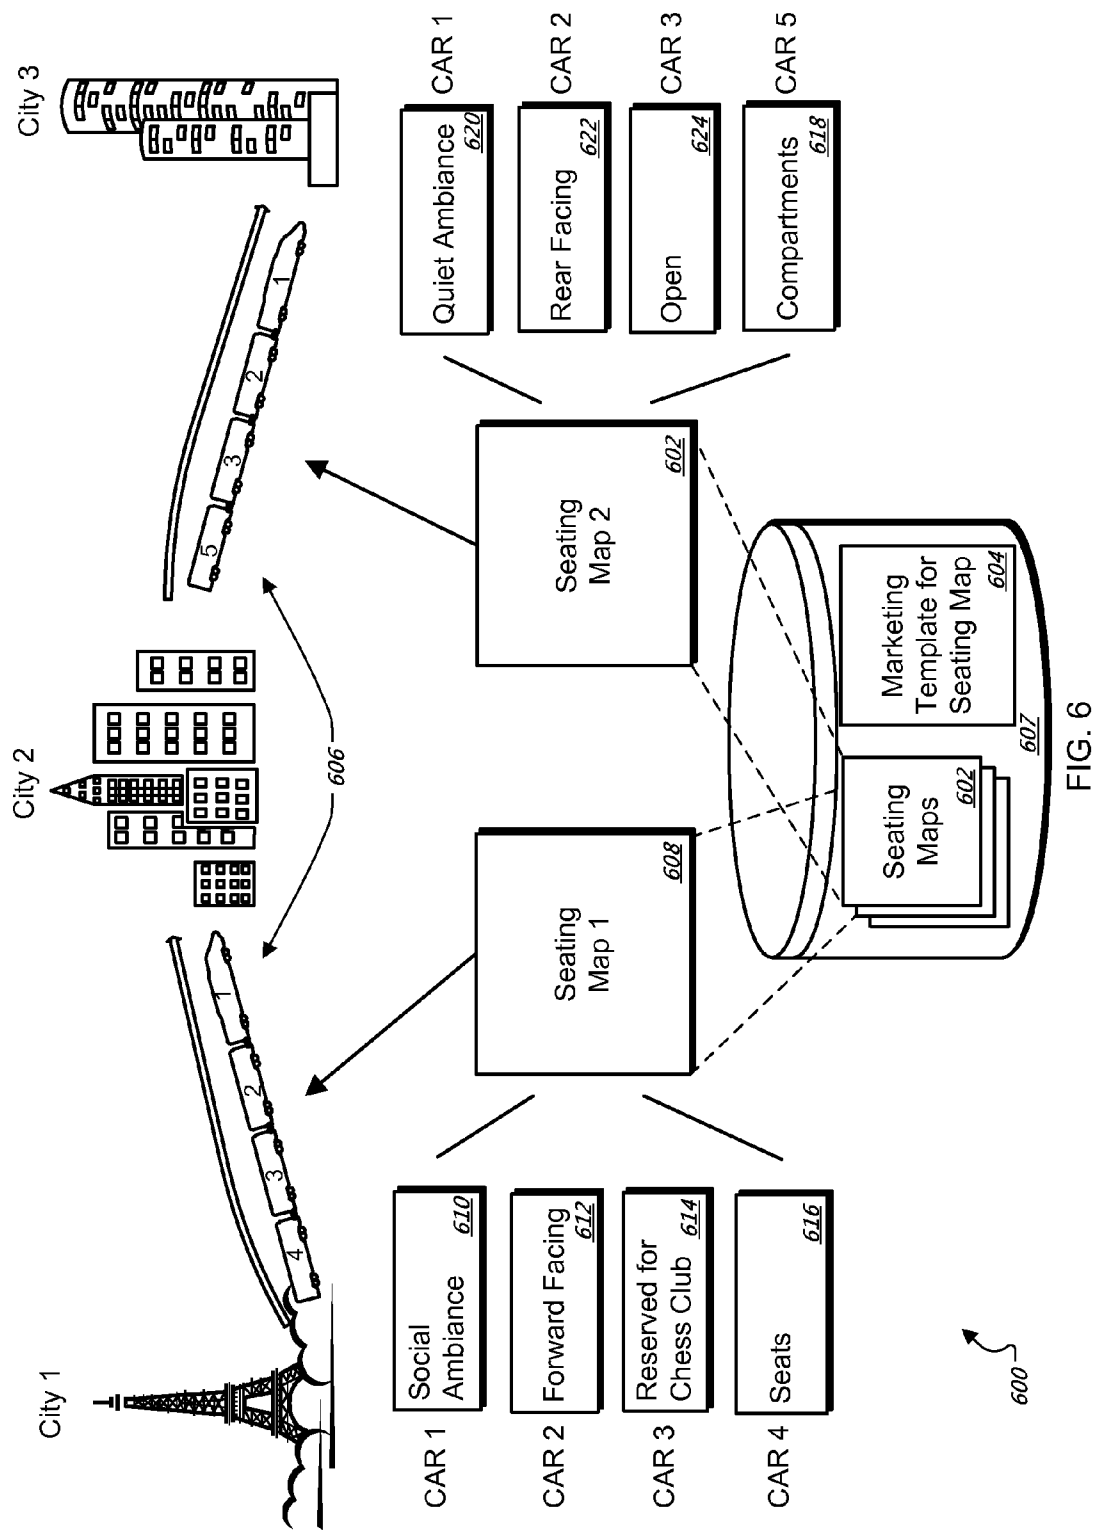 City 1
City 2
City 3
4
3
2
1
606
5
3
2
1
Seating
Map 1
608
Seating
Map 2
602
CAR 1
Social
Ambiance
610
CAR 2
Forward Facing
612
CAR 3
Reserved for
Chess Club
614
CAR 4
Seats
616
Quiet Ambiance
620
CAR 1
Rear Facing
622
CAR 2
Open
624
CAR 3
Compartments
618
CAR 5
Seating
Maps
602
Marketing
Template for
Seating Map
604
607
600
FIG. 6